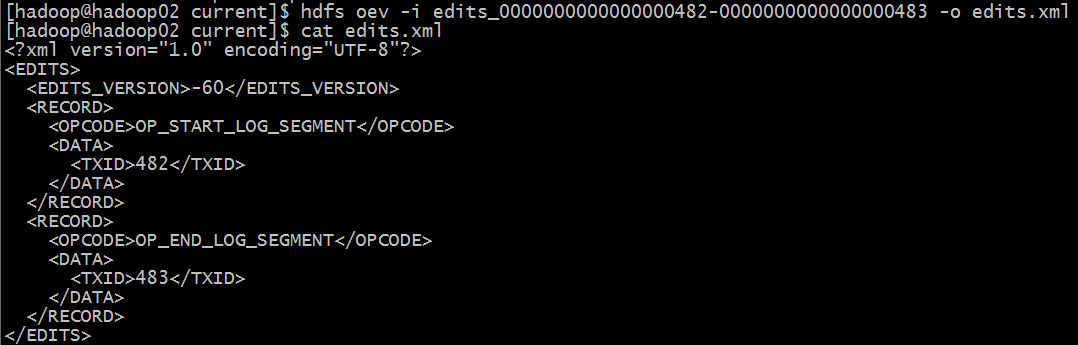 [hadoop@hadoop02 current]$ hdfs oev -i edits_0000000000000000482-0000000000000000483 -o edits.xml
[hadoop@hadoop02 current]$ cat edits.xml
<?xml version="1.0" encoding="UTF-8"?>
<EDITS>
  <EDITS_VERSION>-60</EDITS_VERSION>
  <RECORD>
    <OPCODE>OP_START_LOG_SEGMENT</OPCODE>
    <DATA>
      <TXID>482</TXID>
    </DATA>
  </RECORD>
  <RECORD>
    <OPCODE>OP_END_LOG_SEGMENT</OPCODE>
    <DATA>
      <TXID>483</TXID>
    </DATA>
  </RECORD>
</EDITS>